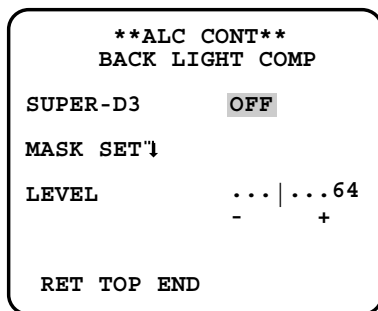 **ALC CONT**
BACK LIGHT COMP
SUPER-D3 OFF
MASK SET"↓
LEVEL ...|...64
- +
RET TOP END